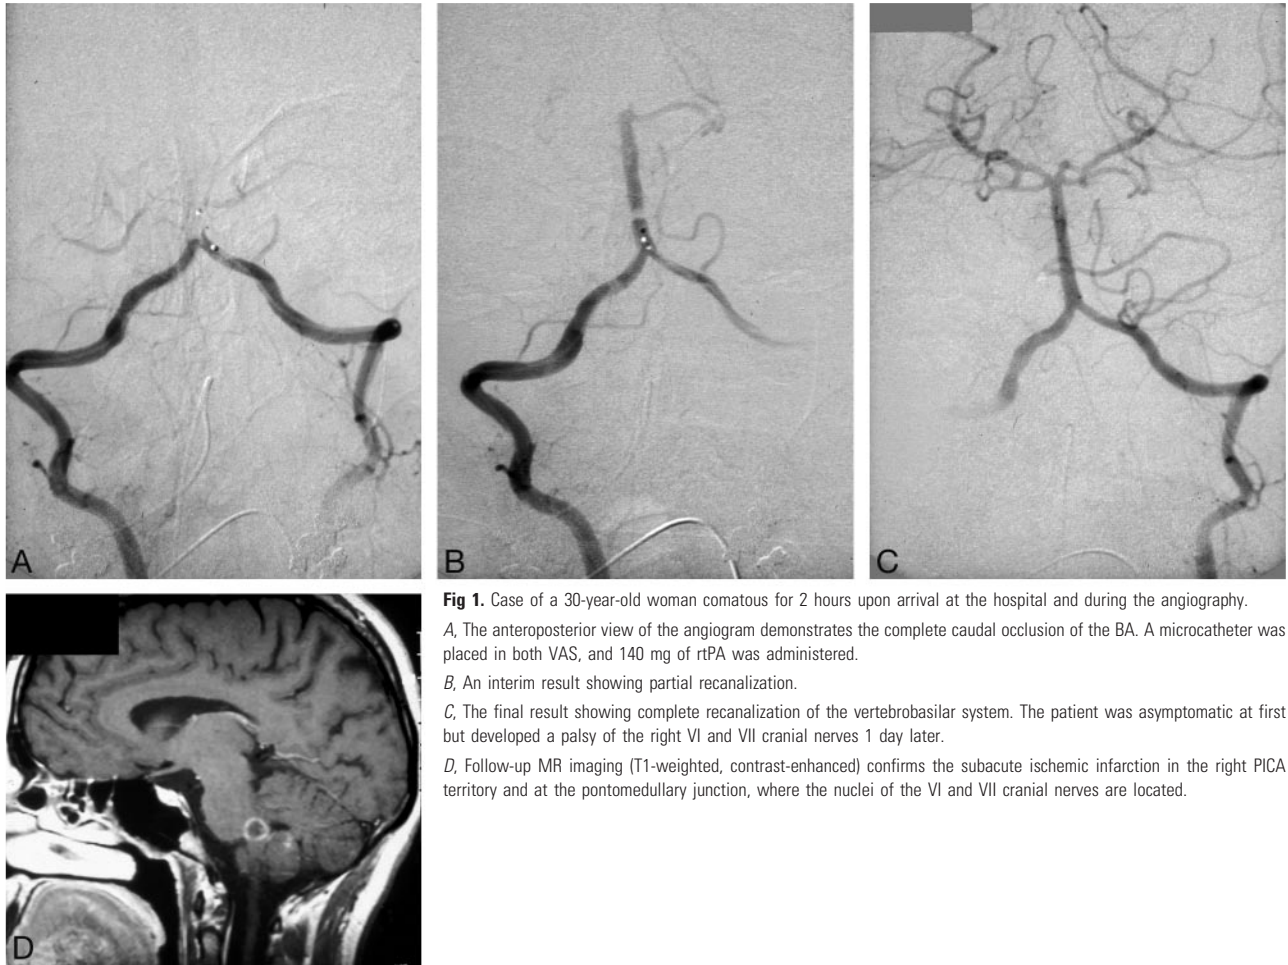 A
B
C
D
Fig 1. Case of a 30-year-old woman comatous for 2 hours upon arrival at the hospital and during the angiography.
A, The anteroposterior view of the angiogram demonstrates the complete caudal occlusion of the BA. A microcatheter was
placed in both VAS, and 140 mg of rtPA was administered.
B, An interim result showing partial recanalization.
C, The final result showing complete recanalization of the vertebrobasilar system. The patient was asymptomatic at first
but developed a palsy of the right VI and VII cranial nerves 1 day later.
D, Follow-up MR imaging (T1-weighted, contrast-enhanced) confirms the subacute ischemic infarction in the right PICA
territory and at the pontomedullary junction, where the nuclei of the VI and VII cranial nerves are located.